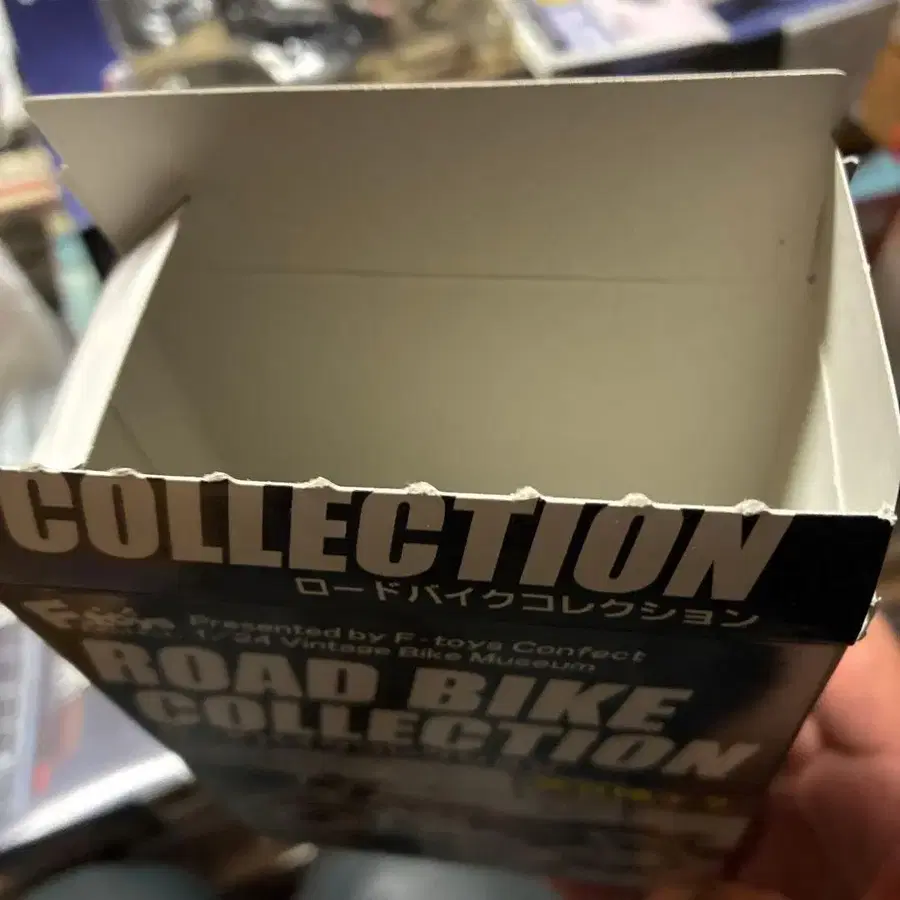 COLLECTION
ロードバイクコレクション
F-toys Presented by F-toys Confect
1/24 Vintage Bike Museum
ROAD BIKE
COLLECTION